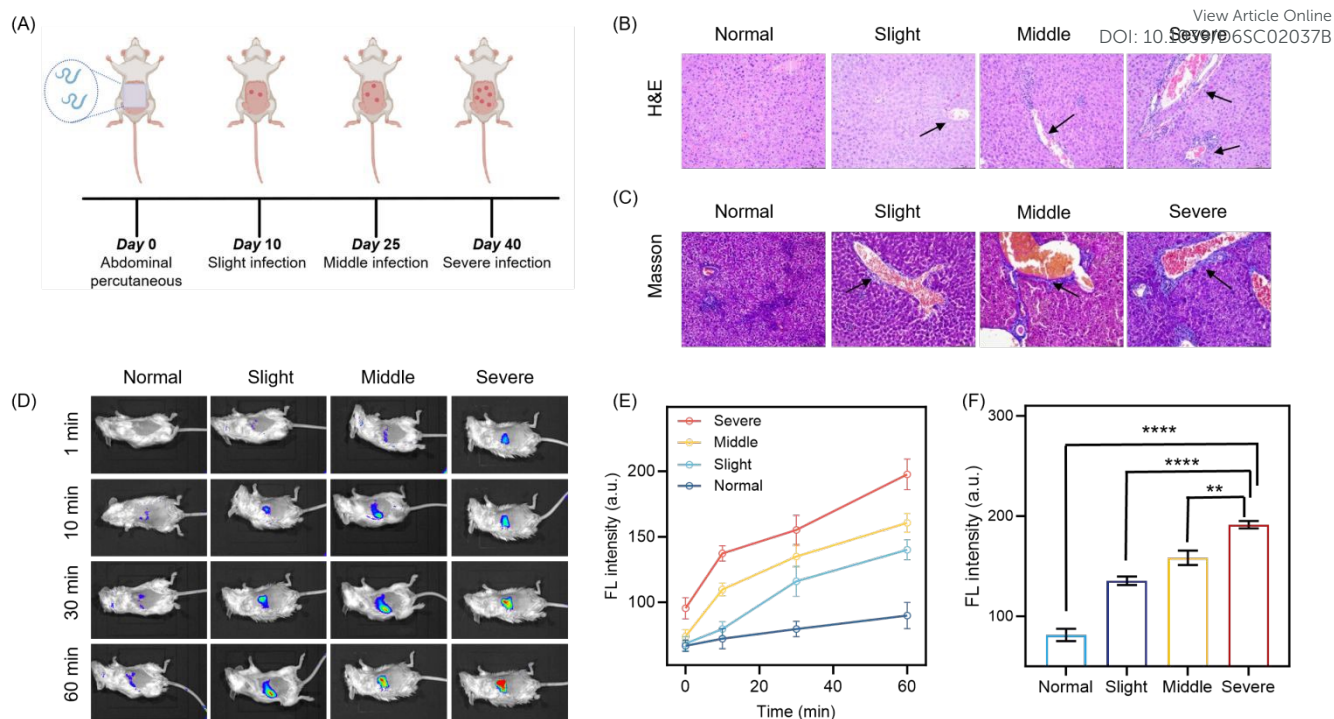 View Article Online
DOI: 10.1039/D6SC02037B
(A)
Day 0
Abdominal
percutaneous
Day 10
Slight infection
Day 25
Middle infection
Day 40
Severe infection
(B)
Normal Slight Middle Severe
H&E
(C)
Normal Slight Middle Severe
Masson
(D)
Normal Slight Middle Severe
1 min
10 min
30 min
60 min
(E)
Severe
Middle
Slight
Normal
FL intensity (a.u.)
200
150
100
0 20 40 60
Time (min)
(F)
FL intensity (a.u.)
300
200
100
****
****
**
Normal Slight Middle Severe